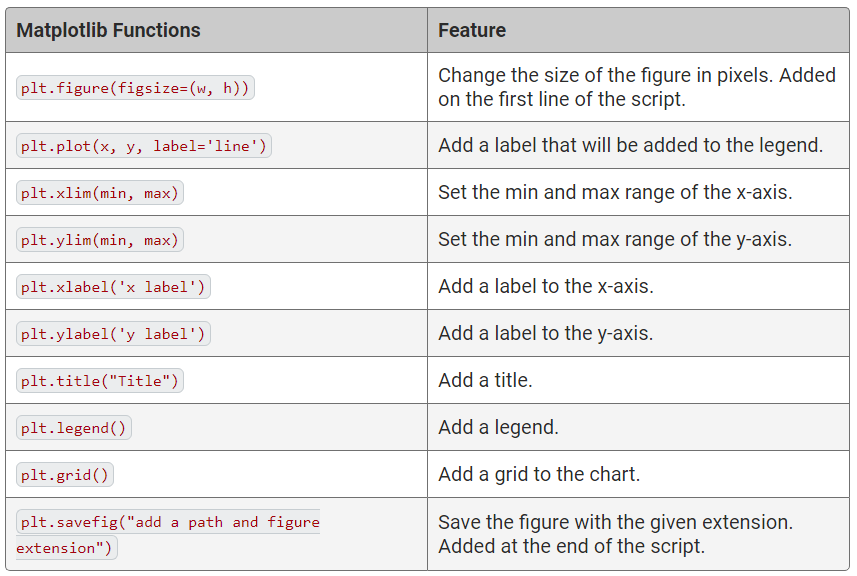 Matplotlib Functions
Feature
plt.figure(figsize=(w, h))
Change the size of the figure in pixels. Added
on the first line of the script.
plt.plot(x, y, label='line')
Add a label that will be added to the legend.
plt.xlim(min, max)
Set the min and max range of the x-axis.
plt.ylim(min, max)
Set the min and max range of the y-axis.
plt.xlabel('x label')
Add a label to the x-axis.
plt.ylabel('y label')
Add a label to the y-axis.
plt.title("Title")
Add a title.
plt.legend()
Add a legend.
plt.grid()
Add a grid to the chart.
plt.savefig("add a path and figure
extension")
Save the figure with the given extension.
Added at the end of the script.